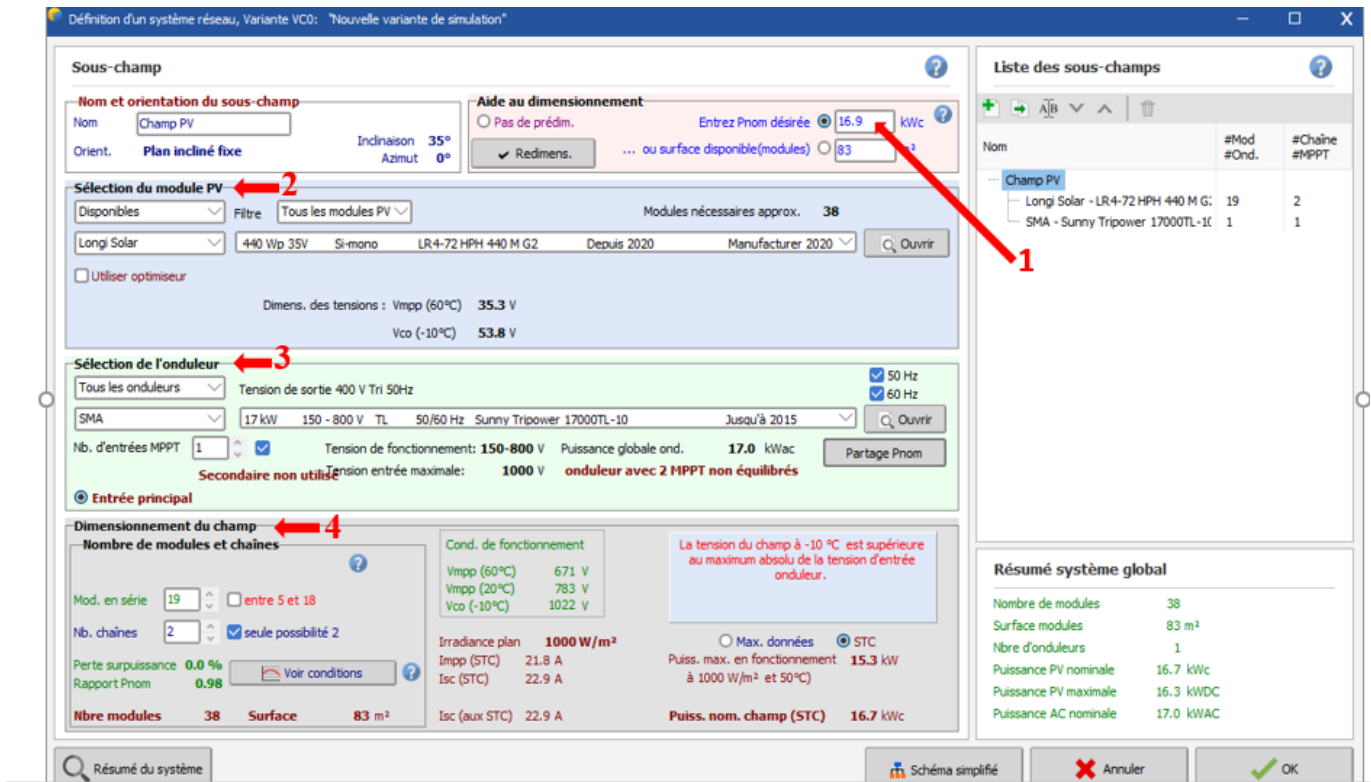 Définition d'un système réseau, Variante VC0: "Nouvelle variante de simulation"
Sous-champ
Nom et orientation du sous-champ
Nom Champ PV
Orient. Plan incliné fixe
Inclinaison 35°
Azimut 0°
Aide au dimensionnement
Pas de prédim.
Entrez Pnom désirée 16.9 kWc
Redimens.
... ou surface disponible(modules) 83 m²
1
Sélection du module PV 2
Disponibles Filtre Tous les modules PV Modules nécessaires approx. 38
Longi Solar 440 Wp 35V Si-mono LR4-72 HPH 440 M G2 Depuis 2020 Manufacturer 2020 Ouvrir
Utiliser optimiseur
Dimens. des tensions : Vmpp (60°C) 35.3 V
Vco (-10°C) 53.8 V
Sélection de l'onduleur 3
50 Hz
Tous les onduleurs Tension de sortie 400 V Tri 50Hz
60 Hz
SMA 17 kW 150 - 800 V TL 50/60 Hz Sunny Tripower 17000TL-10 Jusqu'à 2015 Ouvrir
Nb. d'entrées MPPT 1 Tension de fonctionnement: 150-800 V Puissance globale ond. 17.0 kWac Partage Pnom
Secondaire non utilisé Tension entrée maximale: 1000 V onduleur avec 2 MPPT non équilibrés
Entrée principal
Dimensionnement du champ 4
Nombre de modules et chaînes
Mod. en série 19 entre 5 et 18
Nb. chaînes 2 seule possibilité 2
Perte surpuissance 0.0 %
Rapport Pnom 0.98
Voir conditions
Nbre modules 38 Surface 83 m²
Cond. de fonctionnement
Vmpp (60°C) 671 V
Vmpp (20°C) 783 V
Vco (-10°C) 1022 V
Irradiance plan 1000 W/m²
Impp (STC) 21.8 A
Isc (STC) 22.9 A
Isc (aux STC) 22.9 A
La tension du champ à -10 °C est supérieure
au maximum absolu de la tension d'entrée
onduleur.
Max. données STC
Puiss. max. en fonctionnement 15.3 kW
à 1000 W/m² et 50°C)
Puiss. nom. champ (STC) 16.7 kWc
Liste des sous-champs
Nom #Mod #Chaîne
#Ond. #MPPT
Champ PV
Longi Solar - LR4-72 HPH 440 M G: 19 2
SMA - Sunny Tripower 17000TL-1( 1 1
Résumé système global
Nombre de modules 38
Surface modules 83 m²
Nbre d'onduleurs 1
Puissance PV nominale 16.7 kWc
Puissance PV maximale 16.3 kWDC
Puissance AC nominale 17.0 kWAC
Résumé du système Schéma simplifié Annuler OK